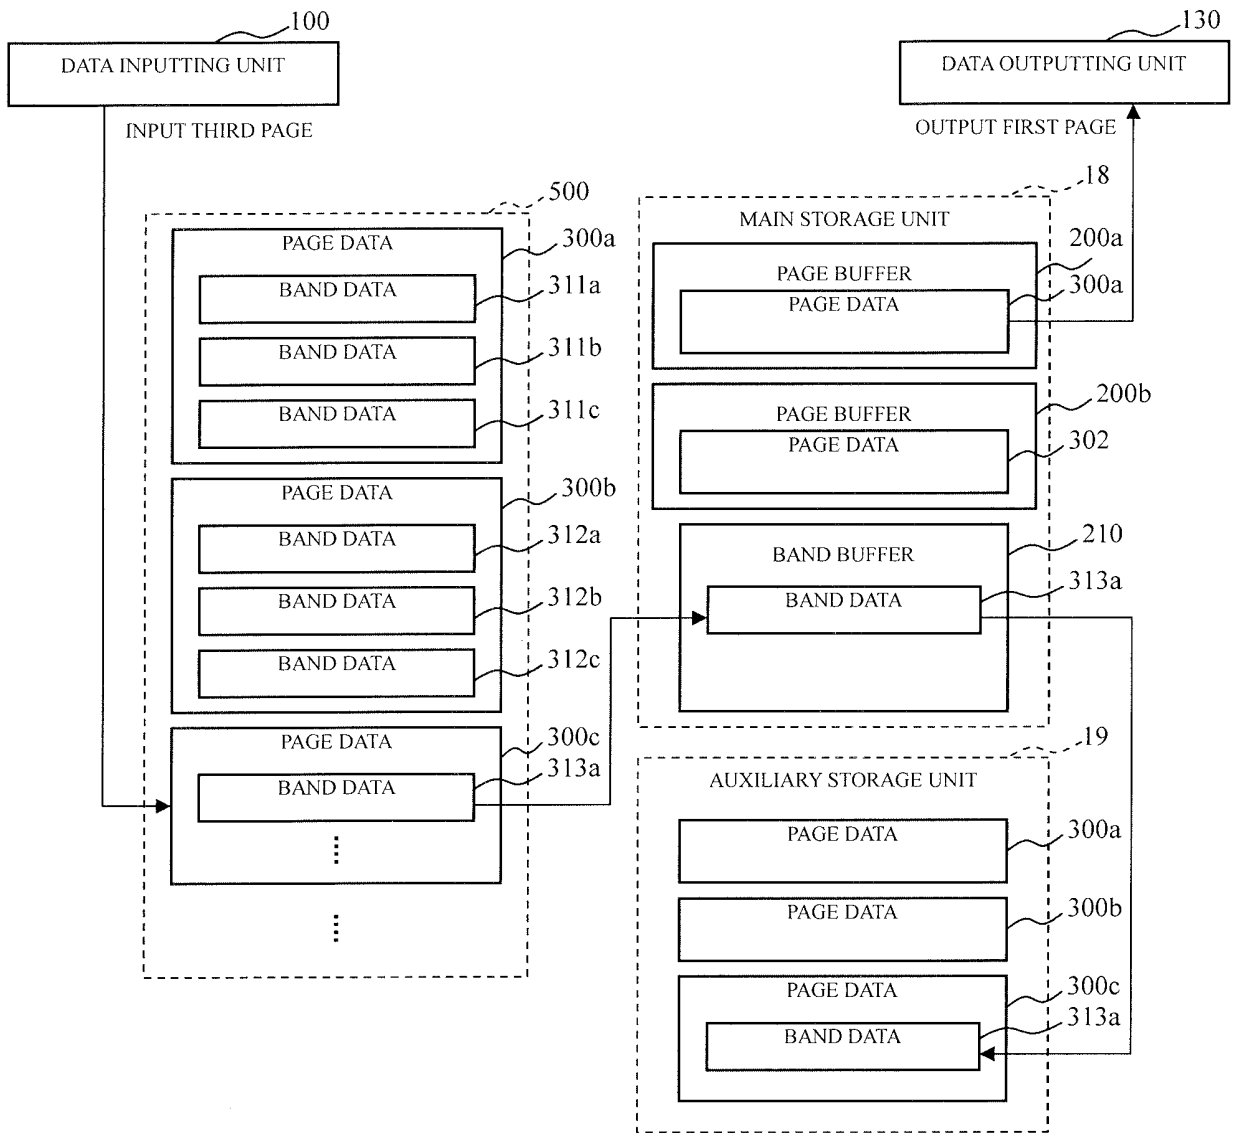 100
DATA INPUTTING UNIT
INPUT THIRD PAGE
130
DATA OUTPUTTING UNIT
OUTPUT FIRST PAGE
500
PAGE DATA
300a
BAND DATA
311a
BAND DATA
311b
BAND DATA
311c
PAGE DATA
300b
BAND DATA
312a
BAND DATA
312b
BAND DATA
312c
PAGE DATA
300c
BAND DATA
313a
18
MAIN STORAGE UNIT
200a
PAGE BUFFER
300a
PAGE DATA
200b
PAGE BUFFER
302
PAGE DATA
210
BAND BUFFER
313a
BAND DATA
19
AUXILIARY STORAGE UNIT
PAGE DATA
300a
PAGE DATA
300b
PAGE DATA
300c
BAND DATA
313a